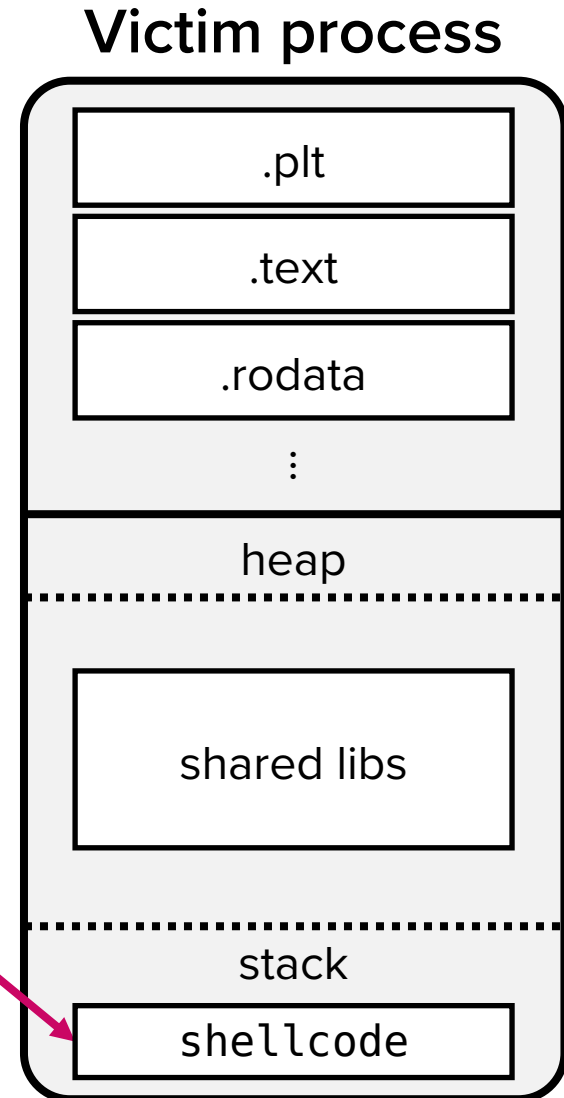 Victim process
.plt
.text
.rodata
⋮
heap
shared libs
stack
shellcode